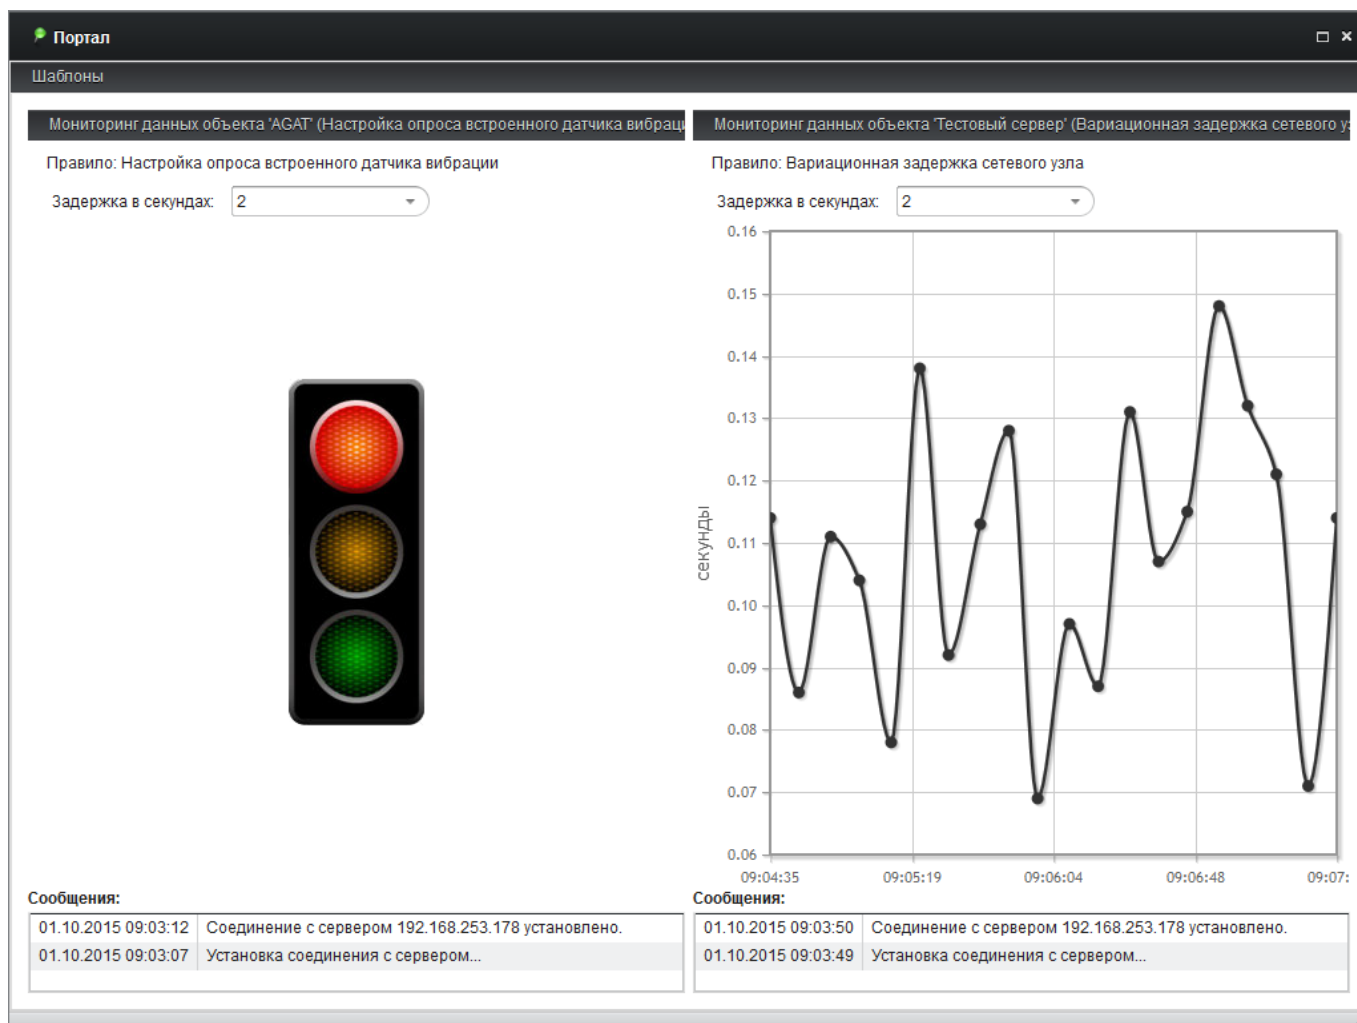 Портал
Шаблоны
Мониторинг данных объекта 'AGAT' (Настройка опроса встроенного датчика вибраци
Правило: Настройка опроса встроенного датчика вибрации
Задержка в секундах: 2
Сообщения:
01.10.2015 09:03:12 Соединение с сервером 192.168.253.178 установлено.
01.10.2015 09:03:07 Установка соединения с сервером...
Мониторинг данных объекта 'Тестовый сервер' (Вариационная задержка сетевого у
Правило: Вариационная задержка сетевого узла
Задержка в секундах: 2
0.16
0.15
0.14
0.13
0.12
0.11
0.10
0.09
0.08
0.07
0.06
секунды
09:04:35 09:05:19 09:06:04 09:06:48 09:07:
Сообщения:
01.10.2015 09:03:50 Соединение с сервером 192.168.253.178 установлено.
01.10.2015 09:03:49 Установка соединения с сервером...